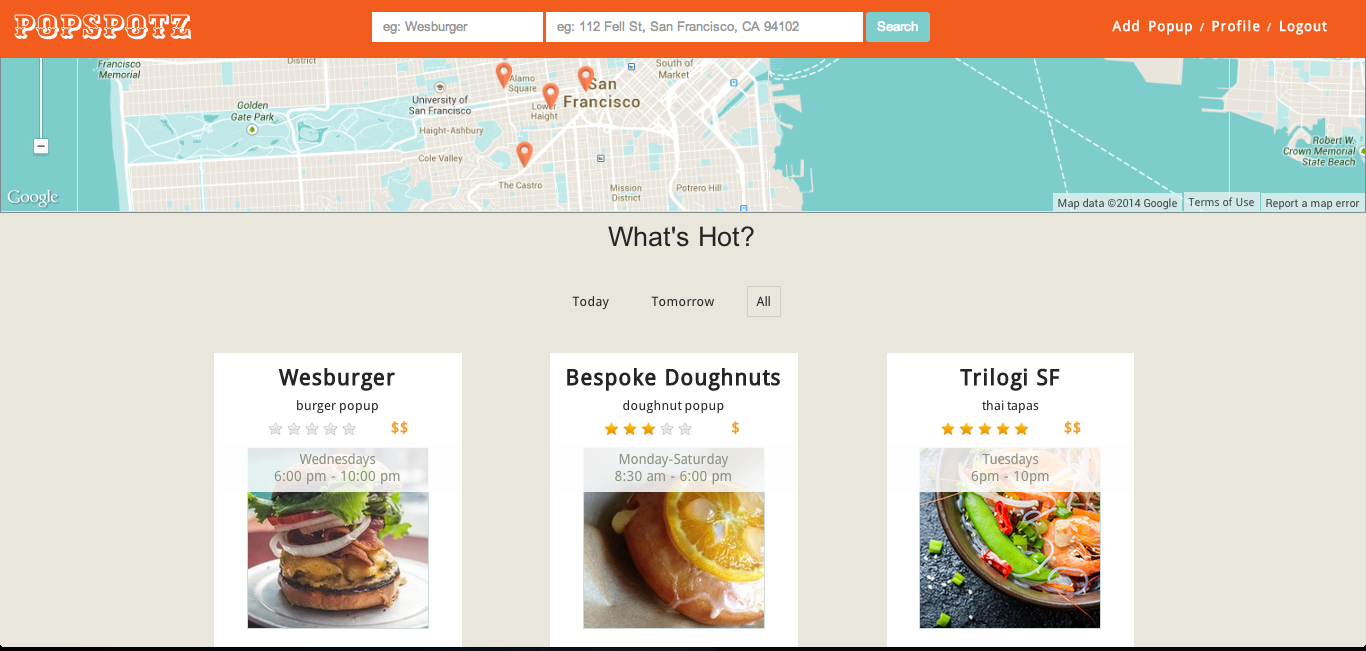 POPSPOTZ
eg: Wesburger
eg: 112 Fell St, San Francisco, CA 94102
Search
Add Popup / Profile / Logout
Francisco
Memorial
District
Alamo
Square
South of
Market
San
Francisco
Golden
Gate Park
University of
San Francisco
Lower
Haight
Haight-Ashbury
Cole Valley
The Castro
Mission
District
Potrero Hill
Robert W.
Crown Memorial
State Beach
Google
Map data ©2014 Google
Terms of Use
Report a map error
What's Hot?
Today
Tomorrow
All
Wesburger
burger popup
$$
Wednesdays
6:00 pm - 10:00 pm
Bespoke Doughnuts
doughnut popup
$
Monday-Saturday
8:30 am - 6:00 pm
Trilogi SF
thai tapas
$$
Tuesdays
6pm - 10pm